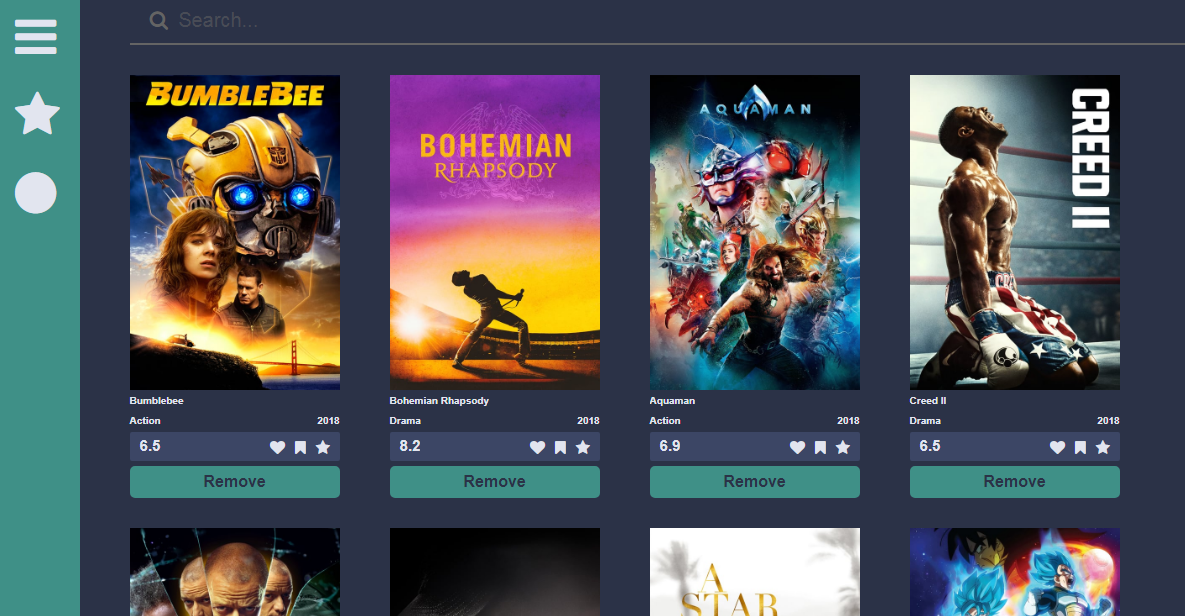 Search...
BUMBLEBEE
BOHEMIAN
RHAPSODY
AQUAMAN
CREED II
Bumblebee
Action 2018
6.5
Remove
Bohemian Rhapsody
Drama 2018
8.2
Remove
Aquaman
Action 2018
6.9
Remove
Creed II
Drama 2018
6.5
Remove
A
STAR